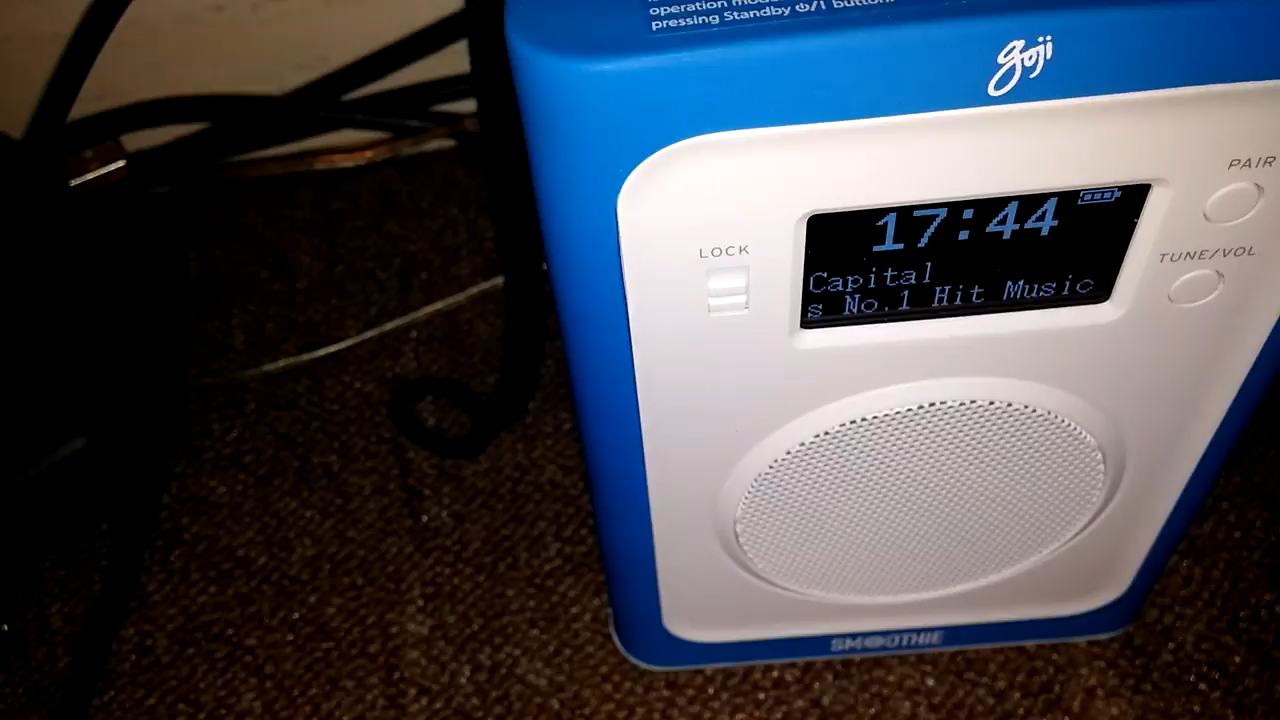 operation mode
pressing Standby ⏻/I button.
goji
PAIR
LOCK
17:44
TUNE/VOL
Capital
s No.1 Hit Music
SMOOTHIE